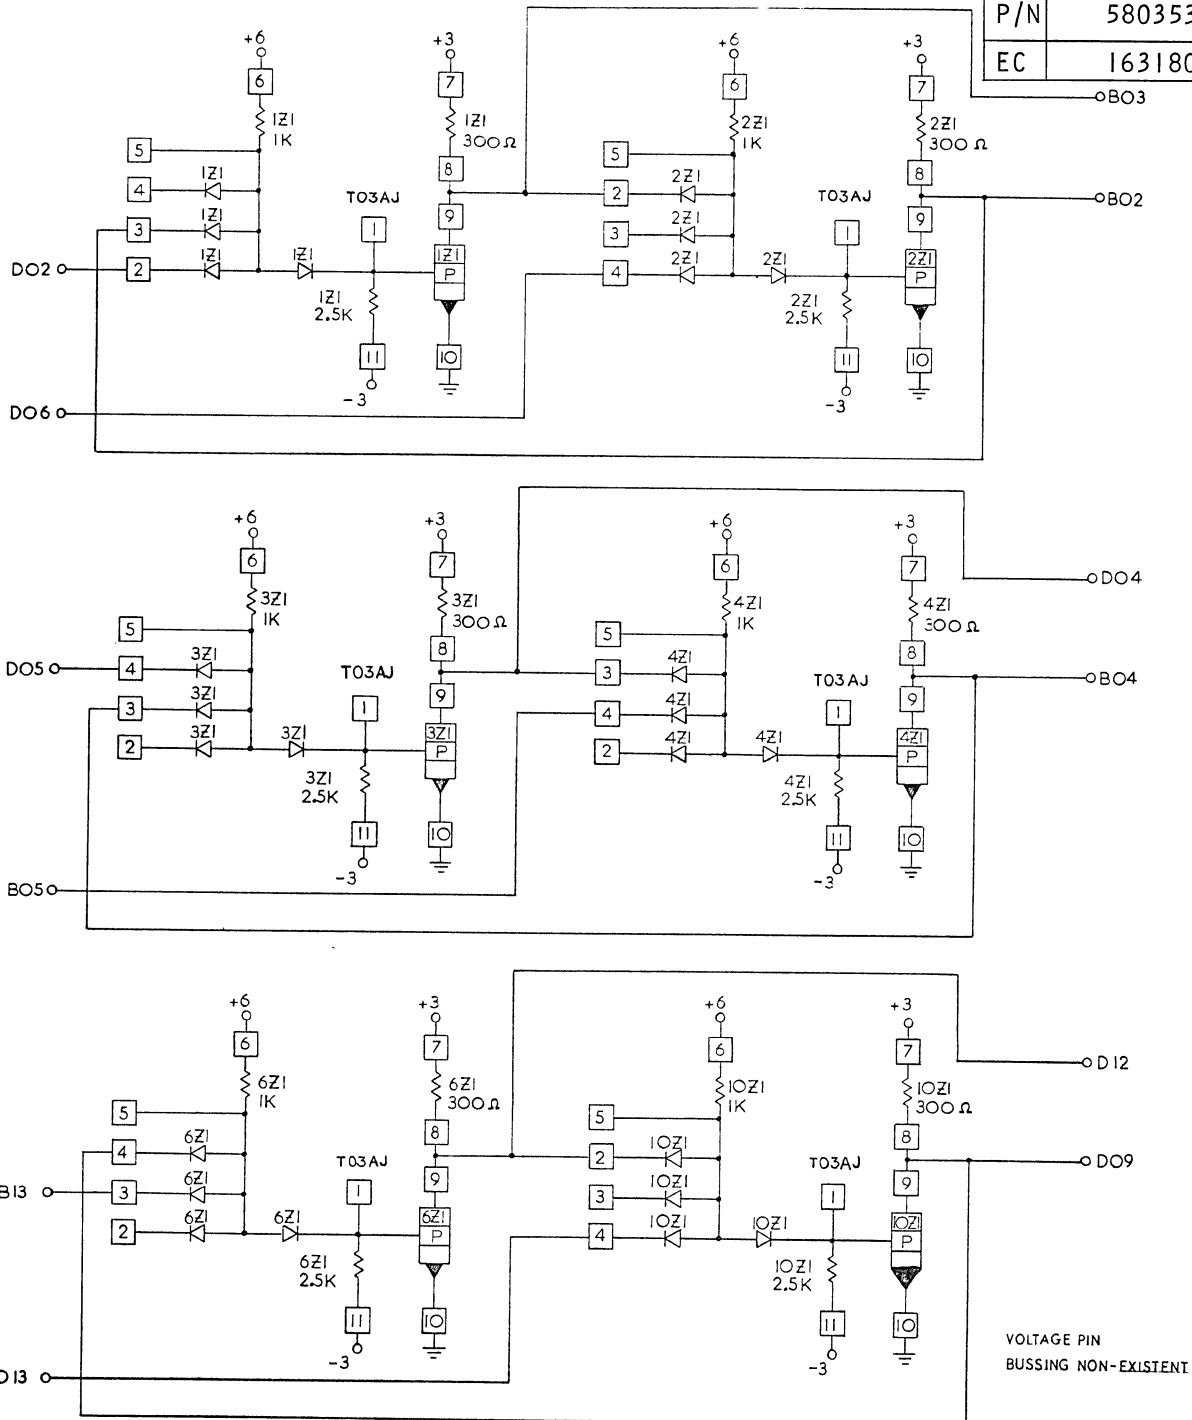 P/N 580353
EC 163180
+6
+3
+6
+3
6
7
6
7
BO3
1Z1
1K
1Z1
300Ω
2Z1
1K
2Z1
300Ω
5
8
5
8
4
1Z1
TO3AJ
2
2Z1
TO3AJ
BO2
3
1Z1
1
9
3
2Z1
1
9
DO2
2
1Z1
1Z1
1Z1
P
4
2Z1
2Z1
2Z1
P
1Z1
2.5K
2Z1
2.5K
11
10
11
10
-3
-3
DO6
+6
+3
+6
+3
6
7
6
7
DO4
3Z1
1K
3Z1
300Ω
4Z1
1K
4Z1
300Ω
5
8
5
8
DO5
4
3Z1
TO3AJ
3
4Z1
TO3AJ
BO4
3
3Z1
1
9
4
4Z1
1
9
2
3Z1
3Z1
3Z1
P
2
4Z1
4Z1
4Z1
P
3Z1
2.5K
4Z1
2.5K
11
10
11
10
-3
-3
BO5
+6
+3
+6
+3
6
7
6
7
D12
6Z1
1K
6Z1
300Ω
10Z1
1K
10Z1
300Ω
5
8
5
8
4
6Z1
TO3AJ
2
10Z1
TO3AJ
DO9
B13
3
6Z1
1
9
3
10Z1
1
9
2
6Z1
6Z1
6Z1
P
4
10Z1
10Z1
10Z1
P
6Z1
2.5K
10Z1
2.5K
11
10
11
10
-3
-3
D13
VOLTAGE PIN
BUSSING NON-EXISTENT